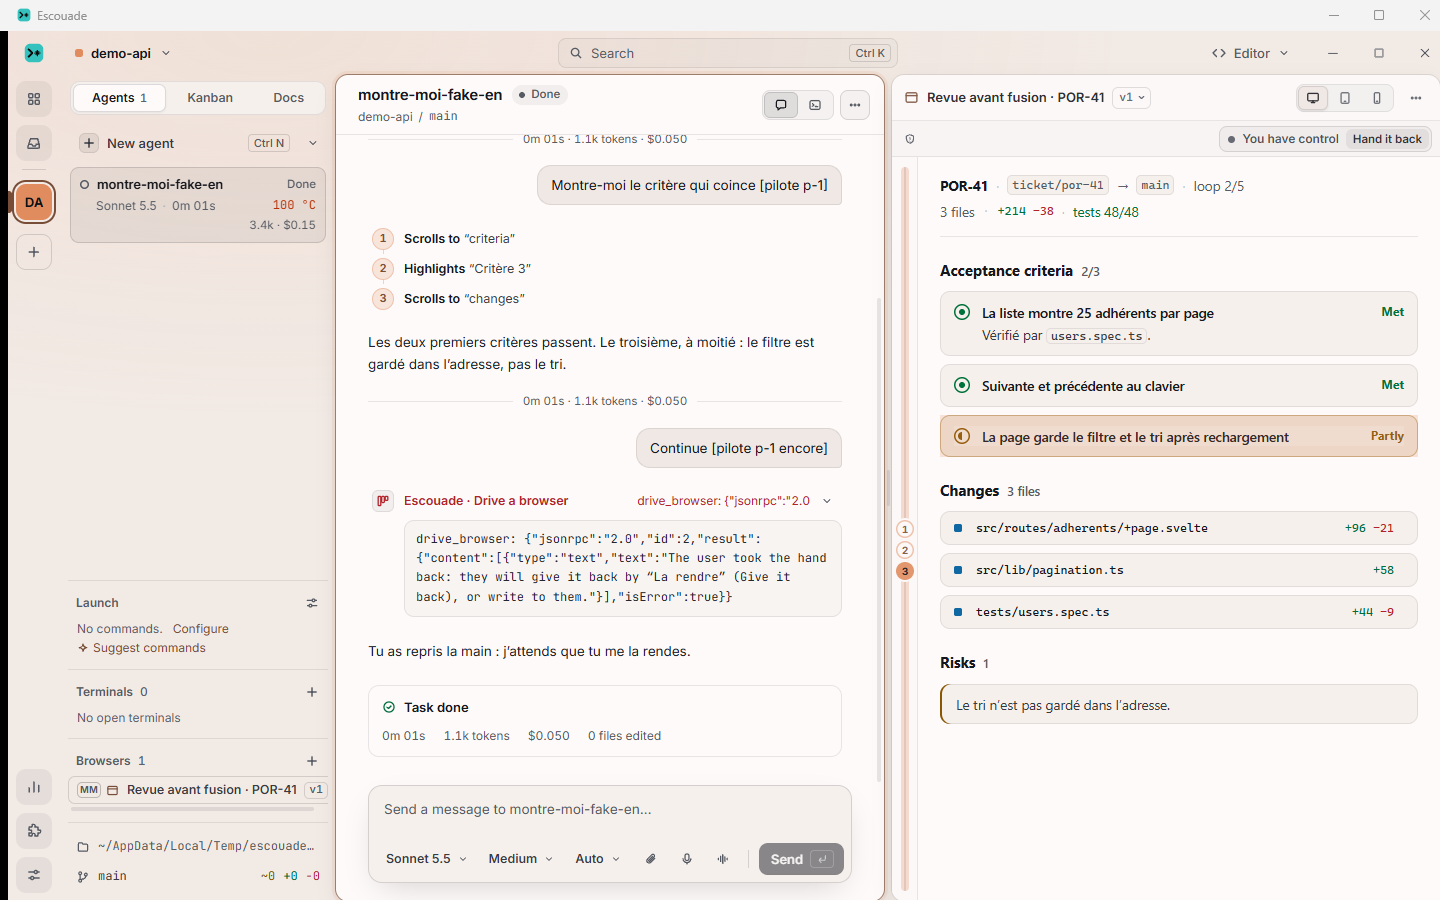 Escouade
demo-api
Search
Ctrl K
Editor
DA
Agents 1
Kanban
Docs
New agent
Ctrl N
montre-moi-fake-en
Done
Sonnet 5.5 · 0m 01s
100 °C
3.4k · $0.15
Launch
No commands. Configure
Suggest commands
Terminals 0
No open terminals
Browsers 1
MM
Revue avant fusion · POR-41
v1
~/AppData/Local/Temp/escouade…
main
~0 +0 -0
montre-moi-fake-en
Done
demo-api / main
0m 01s · 1.1k tokens · $0.050
Montre-moi le critère qui coince [pilote p-1]
1 Scrolls to “criteria”
2 Highlights “Critère 3”
3 Scrolls to “changes”
Les deux premiers critères passent. Le troisième, à moitié : le filtre est
gardé dans l’adresse, pas le tri.
0m 01s · 1.1k tokens · $0.050
Continue [pilote p-1 encore]
Escouade · Drive a browser
drive_browser: {"jsonrpc":"2.0
drive_browser: {"jsonrpc":"2.0","id":2,"result":
{"content":[{"type":"text","text":"The user took the hand
back: they will give it back by “La rendre” (Give it
back), or write to them."}],"isError":true}}
Tu as repris la main : j’attends que tu me la rendes.
Task done
0m 01s 1.1k tokens $0.050 0 files edited
Send a message to montre-moi-fake-en…
Sonnet 5.5
Medium
Auto
Send
Revue avant fusion · POR-41
v1
You have control
Hand it back
1
2
3
POR-41 · ticket/por-41 → main · loop 2/5
3 files · +214 −38 · tests 48/48
Acceptance criteria 2/3
La liste montre 25 adhérents par page
Met
Vérifié par users.spec.ts.
Suivante et précédente au clavier
Met
La page garde le filtre et le tri après rechargement
Partly
Changes 3 files
src/routes/adherents/+page.svelte
+96 −21
src/lib/pagination.ts
+58
tests/users.spec.ts
+44 −9
Risks 1
Le tri n’est pas gardé dans l’adresse.